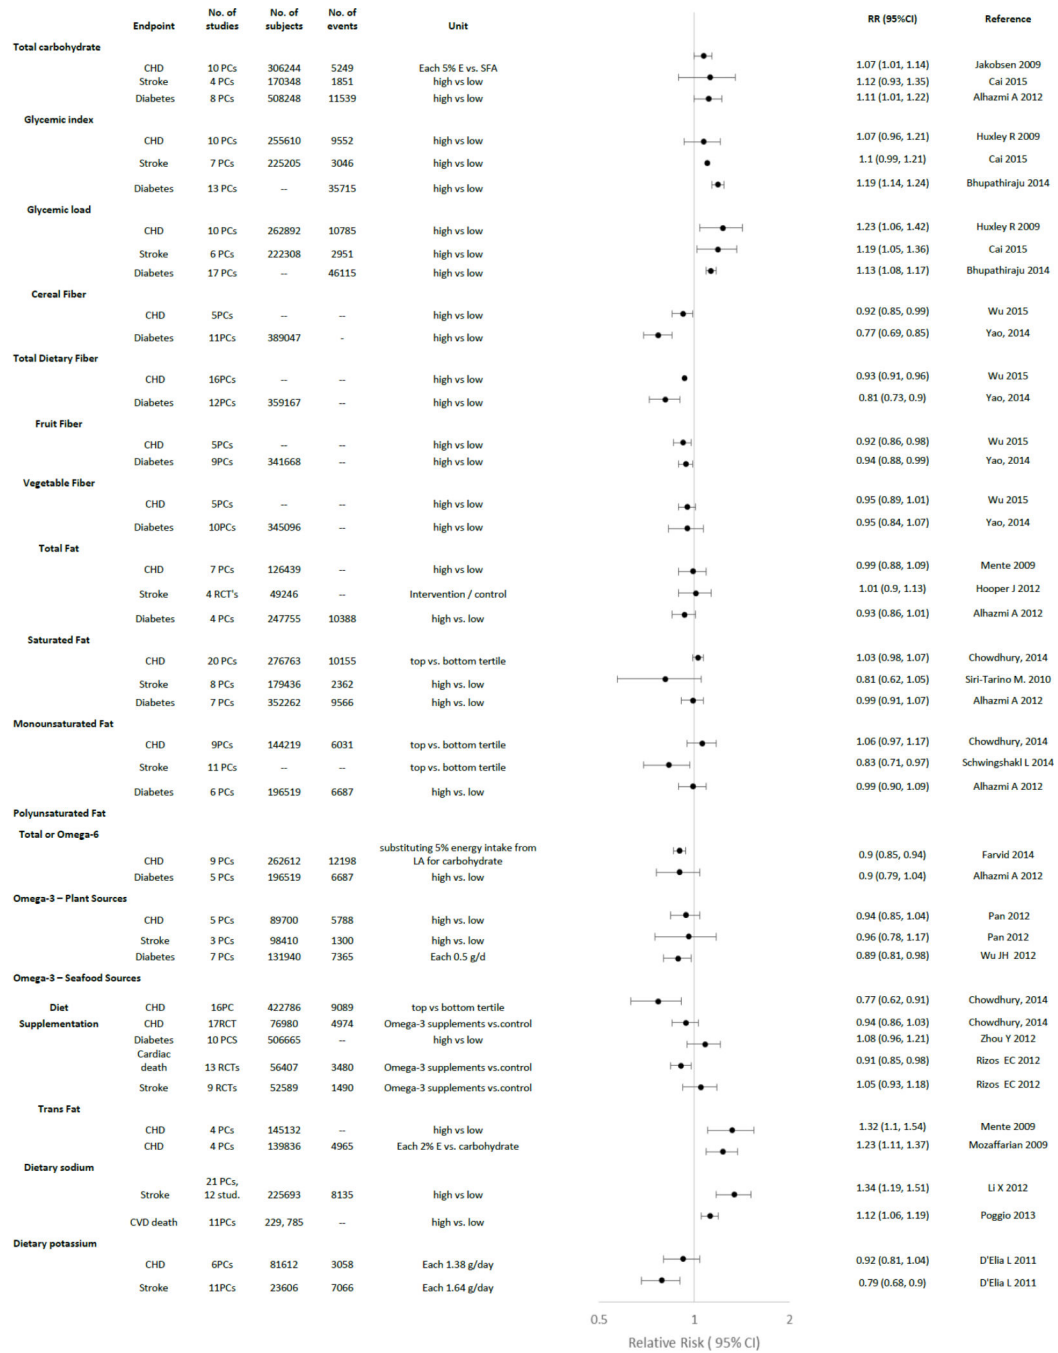 Endpoint No. of studies No. of subjects No. of events Unit RR (95%CI) Reference
Total carbohydrate
CHD 10 PCs 306244 5249 Each 5% E vs. SFA 1.07 (1.01, 1.14) Jakobsen 2009
Stroke 4 PCs 170348 1851 high vs low 1.12 (0.93, 1.35) Cai 2015
Diabetes 8 PCs 508248 11539 high vs low 1.11 (1.01, 1.22) Alhazmi A 2012
Glycemic index
CHD 10 PCs 255610 9552 high vs low 1.07 (0.96, 1.21) Huxley R 2009
Stroke 7 PCs 225205 3046 high vs low 1.1 (0.99, 1.21) Cai 2015
Diabetes 13 PCs -- 35715 high vs low 1.19 (1.14, 1.24) Bhupathiraju 2014
Glycemic load
CHD 10 PCs 262892 10785 high vs low 1.23 (1.06, 1.42) Huxley R 2009
Stroke 6 PCs 222308 2951 high vs low 1.19 (1.05, 1.36) Cai 2015
Diabetes 17 PCs -- 46115 high vs low 1.13 (1.08, 1.17) Bhupathiraju 2014
Cereal Fiber
CHD 5PCs -- -- high vs low 0.92 (0.85, 0.99) Wu 2015
Diabetes 11PCs 389047 - high vs low 0.77 (0.69, 0.85) Yao, 2014
Total Dietary Fiber
CHD 16PCs -- -- high vs low 0.93 (0.91, 0.96) Wu 2015
Diabetes 12PCs 359167 -- high vs low 0.81 (0.73, 0.9) Yao, 2014
Fruit Fiber
CHD 5PCs -- -- high vs low 0.92 (0.86, 0.98) Wu 2015
Diabetes 9PCs 341668 -- high vs low 0.94 (0.88, 0.99) Yao, 2014
Vegetable Fiber
CHD 5PCs -- -- high vs low 0.95 (0.89, 1.01) Wu 2015
Diabetes 10PCs 345096 -- high vs low 0.95 (0.84, 1.07) Yao, 2014
Total Fat
CHD 7 PCs 126439 -- high vs low 0.99 (0.88, 1.09) Mente 2009
Stroke 4 RCT's 49246 -- Intervention / control 1.01 (0.9, 1.13) Hooper J 2012
Diabetes 4 PCs 247755 10388 high vs. low 0.93 (0.86, 1.01) Alhazmi A 2012
Saturated Fat
CHD 20 PCs 276763 10155 top vs. bottom tertile 1.03 (0.98, 1.07) Chowdhury, 2014
Stroke 8 PCs 179436 2362 high vs. low 0.81 (0.62, 1.05) Siri-Tarino M. 2010
Diabetes 7 PCs 352262 9566 high vs. low 0.99 (0.91, 1.07) Alhazmi A 2012
Monounsaturated Fat
CHD 9PCs 144219 6031 top vs. bottom tertile 1.06 (0.97, 1.17) Chowdhury, 2014
Stroke 11 PCs -- -- top vs. bottom tertile 0.83 (0.71, 0.97) Schwingshakl L 2014
Diabetes 6 PCs 196519 6687 high vs. low 0.99 (0.90, 1.09) Alhazmi A 2012
Polyunsaturated Fat
Total or Omega-6
CHD 9 PCs 262612 12198 substituting 5% energy intake from LA for carbohydrate 0.9 (0.85, 0.94) Farvid 2014
Diabetes 5 PCs 196519 6687 high vs. low 0.9 (0.79, 1.04) Alhazmi A 2012
Omega-3 – Plant Sources
CHD 5 PCs 89700 5788 high vs. low 0.94 (0.85, 1.04) Pan 2012
Stroke 3 PCs 98410 1300 high vs. low 0.96 (0.78, 1.17) Pan 2012
Diabetes 7 PCs 131940 7365 Each 0.5 g/d 0.89 (0.81, 0.98) Wu JH 2012
Omega-3 – Seafood Sources
Diet CHD 16PC 422786 9089 top vs bottom tertile 0.77 (0.62, 0.91) Chowdhury, 2014
Supplementation CHD 17RCT 76980 4974 Omega-3 supplements vs.control 0.94 (0.86, 1.03) Chowdhury, 2014
Diabetes 10 PCS 506665 -- high vs low 1.08 (0.96, 1.21) Zhou Y 2012
Cardiac death 13 RCTs 56407 3480 Omega-3 supplements vs.control 0.91 (0.85, 0.98) Rizos EC 2012
Stroke 9 RCTs 52589 1490 Omega-3 supplements vs.control 1.05 (0.93, 1.18) Rizos EC 2012
Trans Fat
CHD 4 PCs 145132 -- high vs low 1.32 (1.1, 1.54) Mente 2009
CHD 4 PCs 139836 4965 Each 2% E vs. carbohydrate 1.23 (1.11, 1.37) Mozaffarian 2009
Dietary sodium
Stroke 21 PCs, 12 stud. 225693 8135 high vs low 1.34 (1.19, 1.51) Li X 2012
CVD death 11PCs 229, 785 -- high vs. low 1.12 (1.06, 1.19) Poggio 2013
Dietary potassium
CHD 6PCs 81612 3058 Each 1.38 g/day 0.92 (0.81, 1.04) D'Elia L 2011
Stroke 11PCs 23606 7066 Each 1.64 g/day 0.79 (0.68, 0.9) D'Elia L 2011
0.5 1 2
Relative Risk ( 95% CI)